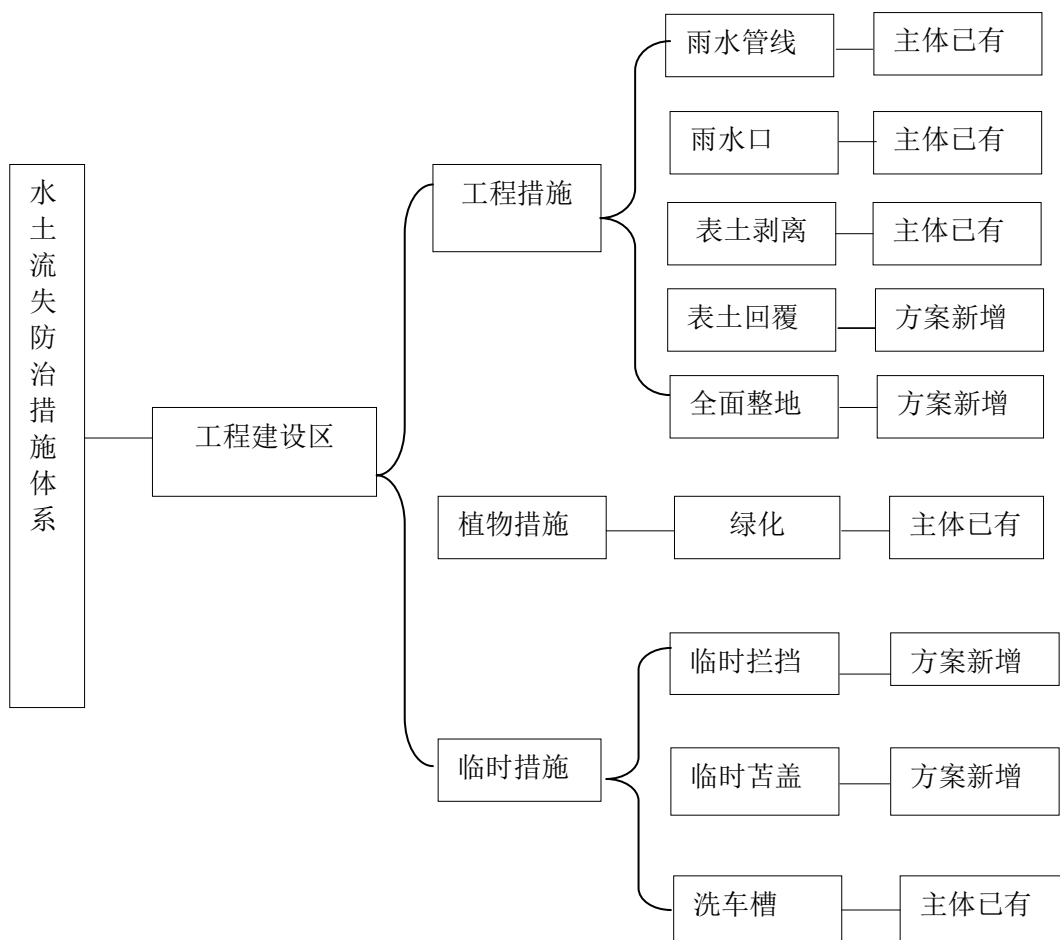 水土流失防治措施体系
工程建设区
工程措施
雨水管线
主体已有
雨水口
主体已有
表土剥离
主体已有
表土回覆
方案新增
全面整地
方案新增
植物措施
绿化
主体已有
临时措施
临时拦挡
方案新增
临时苫盖
方案新增
洗车槽
主体已有